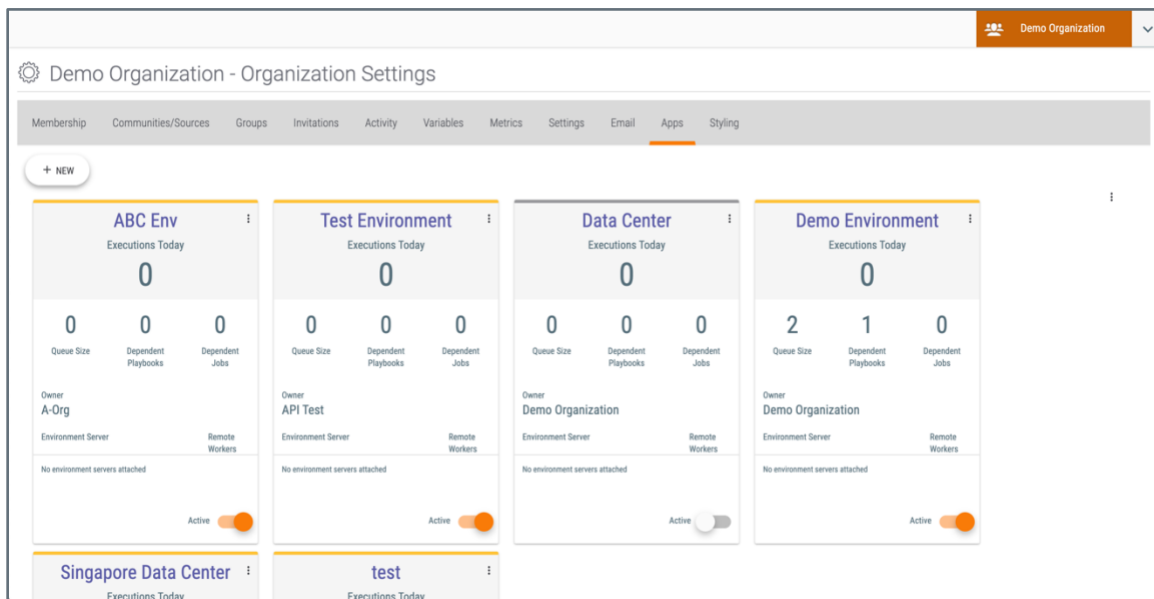 Demo Organization
Demo Organization - Organization Settings
Membership Communities/Sources Groups Invitations Activity Variables Metrics Settings Email Apps Styling
+ NEW
ABC Env
Executions Today
0
0 0 0
Queue Size Dependent Playbooks Dependent Jobs
Owner
A-Org
Environment Server Remote Workers
No environment servers attached
Active
Test Environment
Executions Today
0
0 0 0
Queue Size Dependent Playbooks Dependent Jobs
Owner
API Test
Environment Server Remote Workers
No environment servers attached
Active
Data Center
Executions Today
0
0 0 0
Queue Size Dependent Playbooks Dependent Jobs
Owner
Demo Organization
Environment Server Remote Workers
No environment servers attached
Active
Demo Environment
Executions Today
0
2 1 0
Queue Size Dependent Playbooks Dependent Jobs
Owner
Demo Organization
Environment Server Remote Workers
No environment servers attached
Active
Singapore Data Center
Executions Today
test
Executions Today